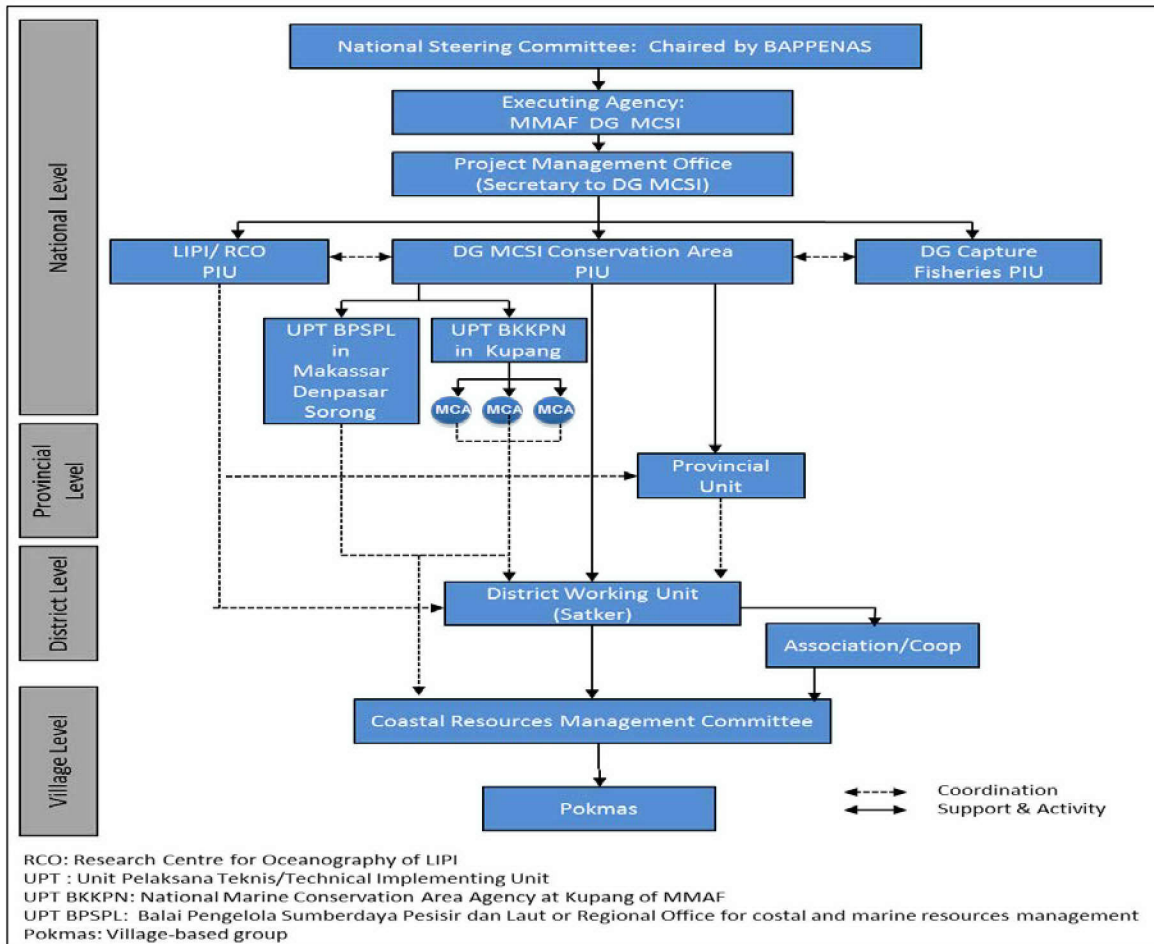 National Level
National Steering Committee: Chaired by BAPPENAS
Executing Agency:
MMAF DG MCSI
Project Management Office
(Secretary to DG MCSI)
LIPI/ RCO
PIU
DG MCSI Conservation Area
PIU
DG Capture
Fisheries PIU
UPT BPSPL
in
Makassar
Denpasar
Sorong
UPT BKKPN
in Kupang
MCA
MCA
MCA
Provincial
Level
Provincial
Unit
District Level
District Working Unit
(Satker)
Association/Coop
Village Level
Coastal Resources Management Committee
Pokmas
Coordination
Support & Activity
RCO: Research Centre for Oceanography of LIPI
UPT : Unit Pelaksana Teknis/Technical Implementing Unit
UPT BKKPN: National Marine Conservation Area Agency at Kupang of MMAF
UPT BPSPL: Balai Pengelola Sumberdaya Pesisir dan Laut or Regional Office for costal and marine resources management
Pokmas: Village-based group